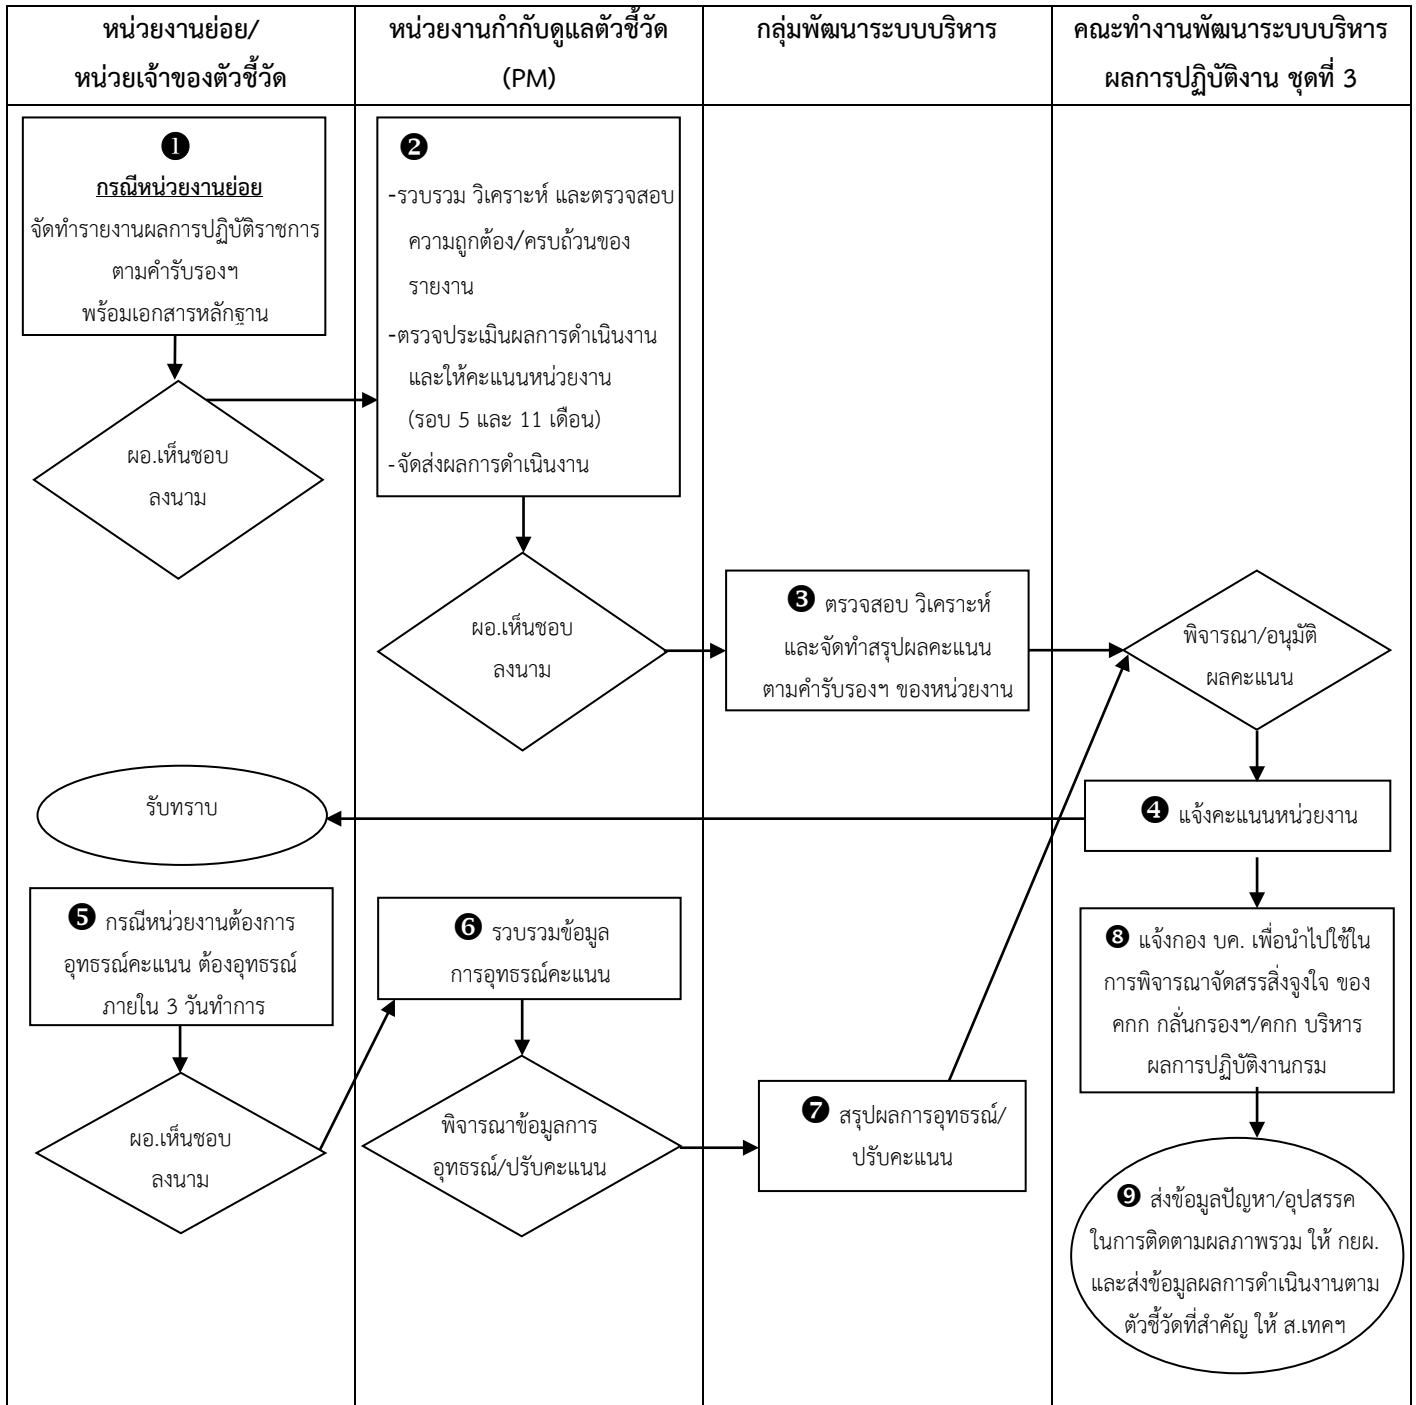 หน่วยงานย่อย/
หน่วยเจ้าของตัวชี้วัด
หน่วยงานกำกับดูแลตัวชี้วัด
(PM)
กลุ่มพัฒนาระบบบริหาร
คณะทำงานพัฒนาระบบบริหาร
ผลการปฏิบัติงาน ชุดที่ 3
❶
กรณีหน่วยงานย่อย
จัดทำรายงานผลการปฏิบัติราชการ
ตามคำรับรองฯ
พร้อมเอกสารหลักฐาน
ผอ.เห็นชอบ
ลงนาม
❷
-รวบรวม วิเคราะห์ และตรวจสอบ
ความถูกต้อง/ครบถ้วนของ
รายงาน
-ตรวจประเมินผลการดำเนินงาน
และให้คะแนนหน่วยงาน
(รอบ 5 และ 11 เดือน)
-จัดส่งผลการดำเนินงาน
ผอ.เห็นชอบ
ลงนาม
❸ ตรวจสอบ วิเคราะห์
และจัดทำสรุปผลคะแนน
ตามคำรับรองฯ ของหน่วยงาน
พิจารณา/อนุมัติ
ผลคะแนน
❹ แจ้งคะแนนหน่วยงาน
รับทราบ
❺ กรณีหน่วยงานต้องการ
อุทธรณ์คะแนน ต้องอุทธรณ์
ภายใน 3 วันทำการ
ผอ.เห็นชอบ
ลงนาม
❻ รวบรวมข้อมูล
การอุทธรณ์คะแนน
พิจารณาข้อมูลการ
อุทธรณ์/ปรับคะแนน
❼ สรุปผลการอุทธรณ์/
ปรับคะแนน
❽ แจ้งกอง บค. เพื่อนำไปใช้ใน
การพิจารณาจัดสรรสิ่งจูงใจ ของ
คกก กลั่นกรองฯ/คกก บริหาร
ผลการปฏิบัติงานกรม
❾ ส่งข้อมูลปัญหา/อุปสรรค
ในการติดตามผลภาพรวม ให้ กยผ.
และส่งข้อมูลผลการดำเนินงานตาม
ตัวชี้วัดที่สำคัญ ให้ ส.เทคฯ